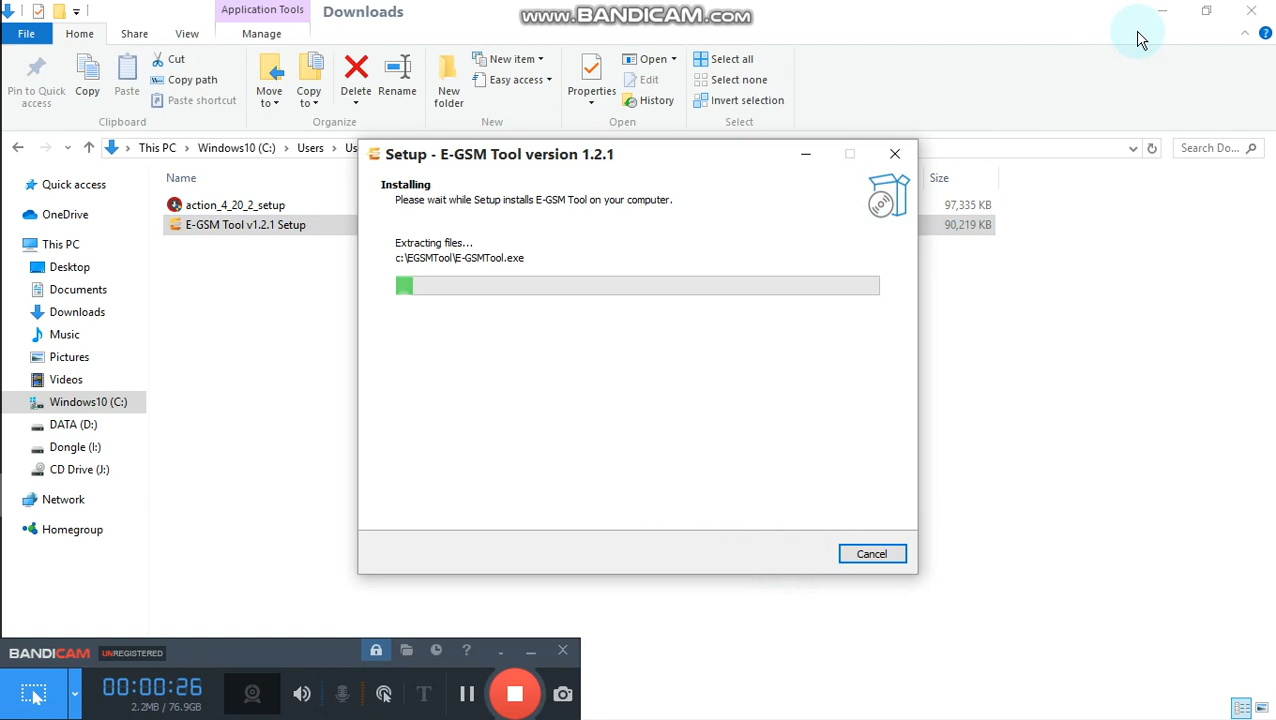 Application Tools
Downloads
www.BANDICAM.com
File
Home
Share
View
Manage
Pin to Quick access
Copy
Paste
Cut
Copy path
Paste shortcut
Clipboard
Move to
Copy to
Delete
Rename
Organize
New folder
New item
Easy access
New
Properties
Open
Edit
History
Open
Select all
Select none
Invert selection
Select
This PC
Windows10 (C:)
Users
Us
Search Do...
Name
Size
action_4_20_2_setup
97,335 KB
E-GSM Tool v1.2.1 Setup
90,219 KB
Quick access
OneDrive
This PC
Desktop
Documents
Downloads
Music
Pictures
Videos
Windows10 (C:)
DATA (D:)
Dongle (I:)
CD Drive (J:)
Network
Homegroup
Setup - E-GSM Tool version 1.2.1
Installing
Please wait while Setup installs E-GSM Tool on your computer.
Extracting files...
c:\EGSMTool\E-GSMTool.exe
Cancel
BANDICAM UNREGISTERED
00:00:26
2.2MB / 76.9GB